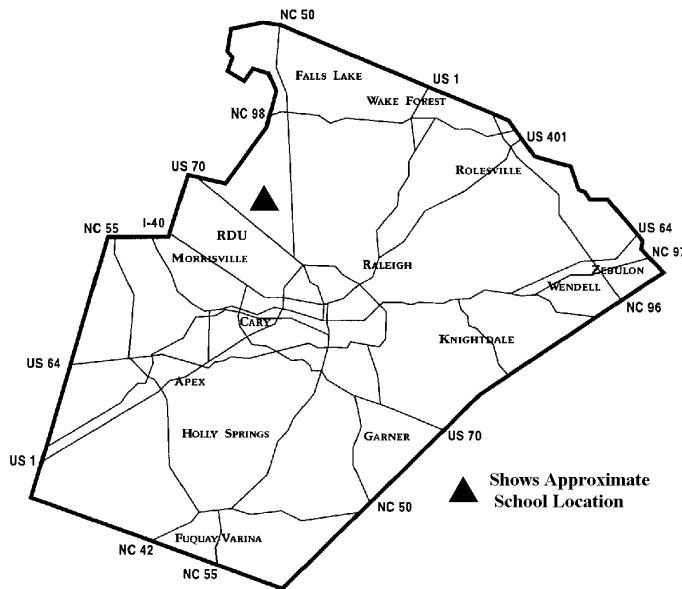 NC 50
FALLS LAKE
US 1
WAKE FOREST
NC 98
US 401
US 70
ROLESVILLE
NC 55
I-40
RDU
US 64
MORRISVILLE
RALEIGH
NC 97
ZEBULON
WENDELL
NC 96
CARY
KNIGHTDALE
US 64
APEX
HOLLY SPRINGS
GARNER
US 70
US 1
Shows Approximate
School Location
NC 50
FUQUAY VARINA
NC 42
NC 55